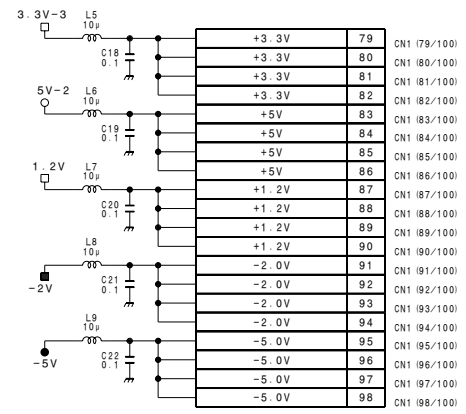 3.3V-3
L5
10μ
C18
0.1
+3.3V 79 CN1 (79/100)
+3.3V 80 CN1 (80/100)
+3.3V 81 CN1 (81/100)
+3.3V 82 CN1 (82/100)
5V-2
L6
10μ
C19
0.1
+5V 83 CN1 (83/100)
+5V 84 CN1 (84/100)
+5V 85 CN1 (85/100)
+5V 86 CN1 (86/100)
1.2V
L7
10μ
C20
0.1
+1.2V 87 CN1 (87/100)
+1.2V 88 CN1 (88/100)
+1.2V 89 CN1 (89/100)
+1.2V 90 CN1 (90/100)
L8
10μ
-2V
C21
0.1
-2.0V 91 CN1 (91/100)
-2.0V 92 CN1 (92/100)
-2.0V 93 CN1 (93/100)
-2.0V 94 CN1 (94/100)
L9
10μ
-5V
C22
0.1
-5.0V 95 CN1 (95/100)
-5.0V 96 CN1 (96/100)
-5.0V 97 CN1 (97/100)
-5.0V 98 CN1 (98/100)